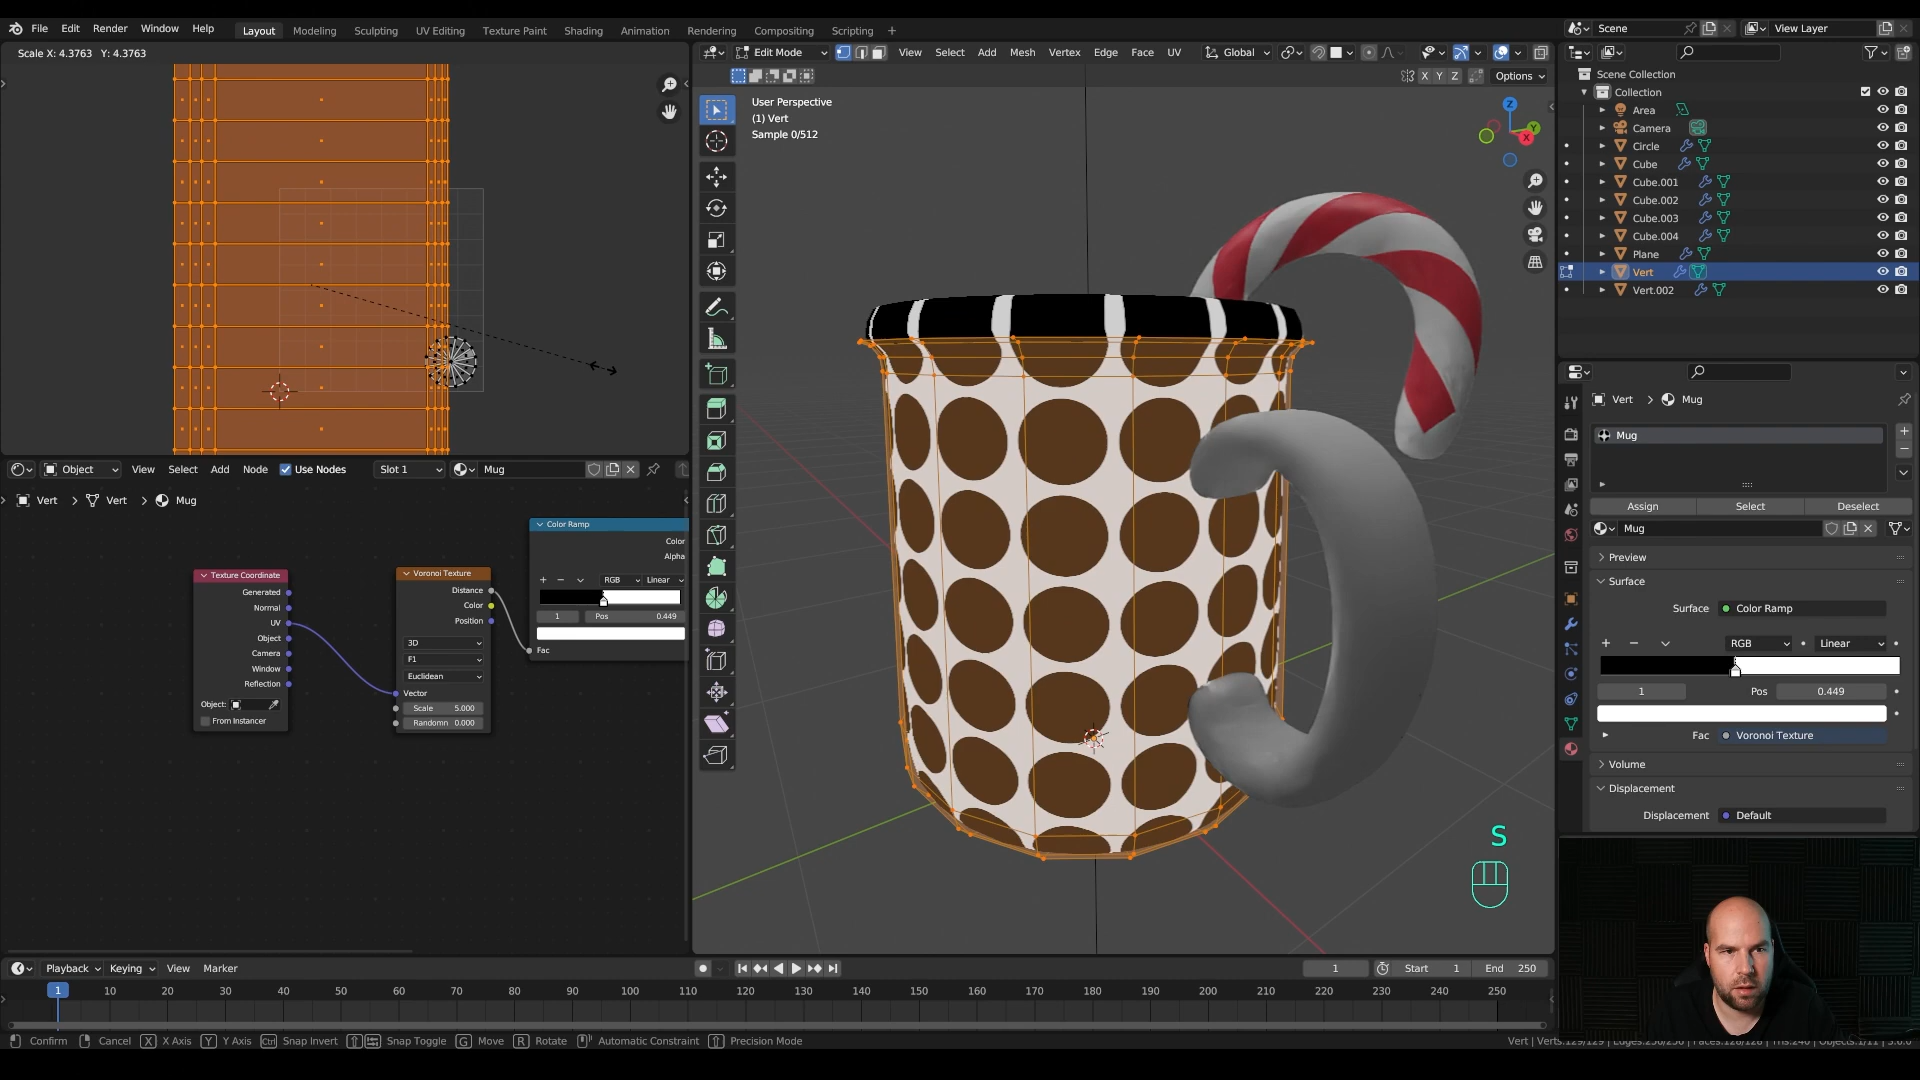 File Edit Render Window Help
Layout Modeling Sculpting UV Editing Texture Paint Shading Animation Rendering Compositing Scripting +
Scene
View Layer
Scale X: 4.3763 Y: 4.3763
Edit Mode View Select Add Mesh Vertex Edge Face UV Global
X Y Z Options
User Perspective
(1) Vert
Sample 0/512
Z
Y
X
S
Scene Collection
Collection
Area
Camera
Circle
Cube
Cube.001
Cube.002
Cube.003
Cube.004
Plane
Vert
Vert.002
Object View Select Add Node Use Nodes Slot 1 Mug
Vert > Vert > Mug
Color Ramp
Color
Alpha
+ − RGB Linear
1 Pos 0.449
Fac
Texture Coordinate
Generated
Normal
UV
Object
Camera
Window
Reflection
Object:
From Instancer
Voronoi Texture
Distance
Color
Position
3D
F1
Euclidean
Vector
Scale 5.000
Randomn 0.000
Vert > Mug
Mug
Assign Select Deselect
Mug
Preview
Surface
Surface Color Ramp
+ − RGB Linear
1 Pos 0.449
Fac Voronoi Texture
Volume
Displacement
Displacement Default
Playback Keying View Marker
1 Start 1 End 250
1 10 20 30 40 50 60 70 80 90 100 110 120 130 140 150 160 170 180 190 200 210 220 230 240 250
Confirm Cancel X X Axis Y Y Axis Ctrl Snap Invert Snap Toggle G Move R Rotate Automatic Constraint Precision Mode
Vert | Verts:129/129 |